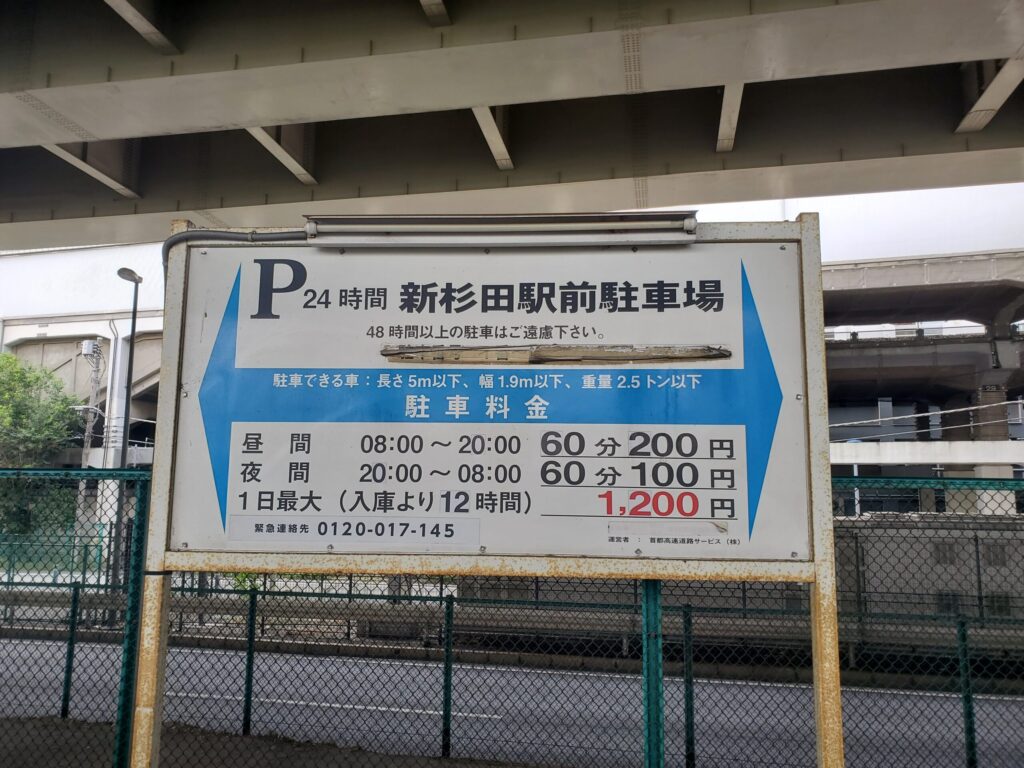 P 24時間 新杉田駅前駐車場
48時間以上の駐車はご遠慮下さい。
駐車できる車：長さ5m以下、幅1.9m以下、重量2.5トン以下
駐車料金
昼間 08:00～20:00 60分200円
夜間 20:00～08:00 60分100円
1日最大（入庫より12時間） 1,200円
緊急連絡先 0120-017-145
運営者 ： 首都高速道路サービス（株）